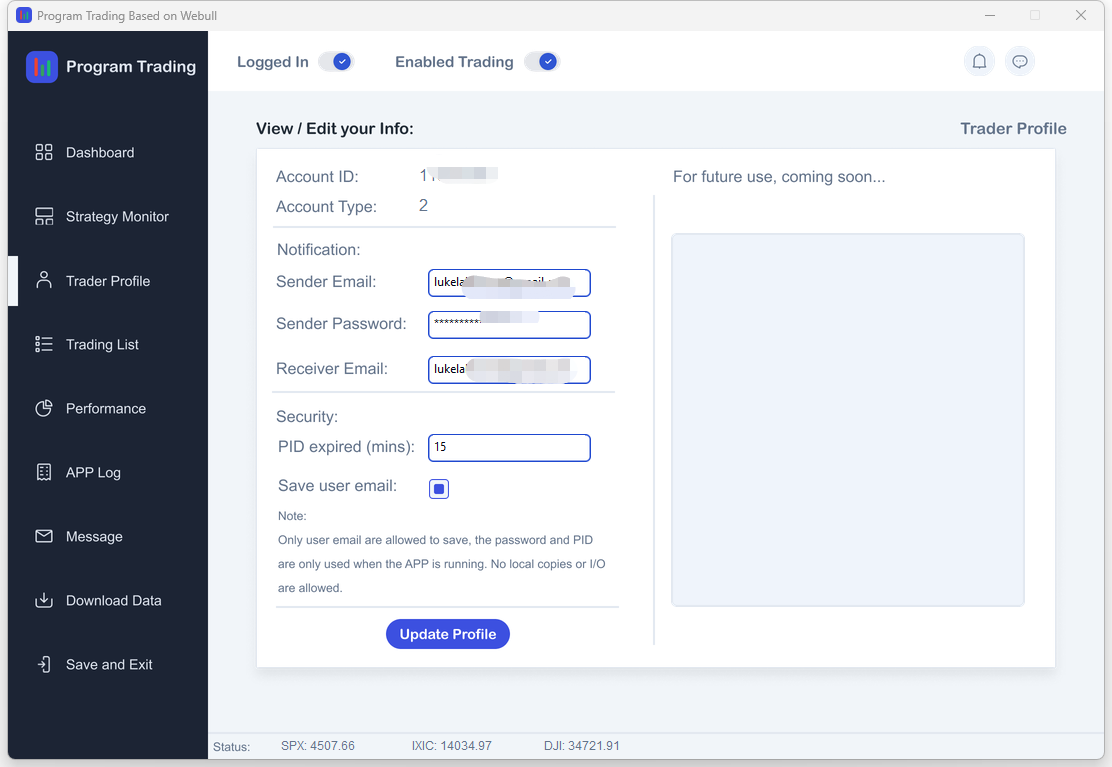 Program Trading Based on Webull
Program Trading
Logged In
Enabled Trading
Dashboard
Strategy Monitor
Trader Profile
Trading List
Performance
APP Log
Message
Download Data
Save and Exit
View / Edit your Info:
Trader Profile
Account ID:
Account Type: 2
Notification:
Sender Email: lukela
Sender Password: *********
Receiver Email: lukela
Security:
PID expired (mins): 15
Save user email:
Note:
Only user email are allowed to save, the password and PID
are only used when the APP is running. No local copies or I/O
are allowed.
Update Profile
For future use, coming soon...
Status: SPX: 4507.66 IXIC: 14034.97 DJI: 34721.91